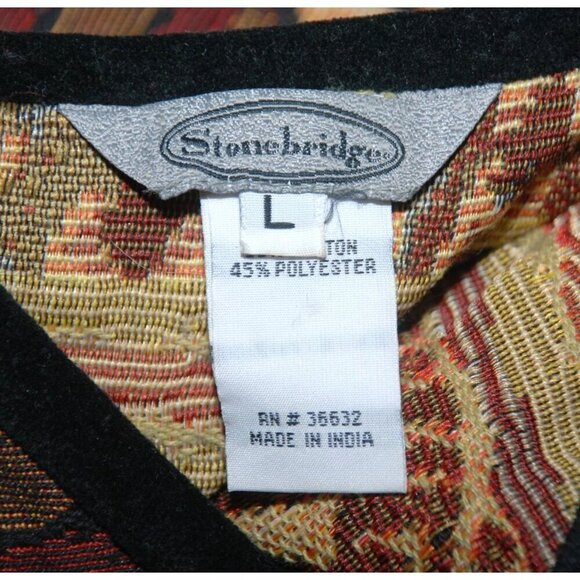 Stonebridge
L
TON
45% POLYESTER
RN # 36632
MADE IN INDIA